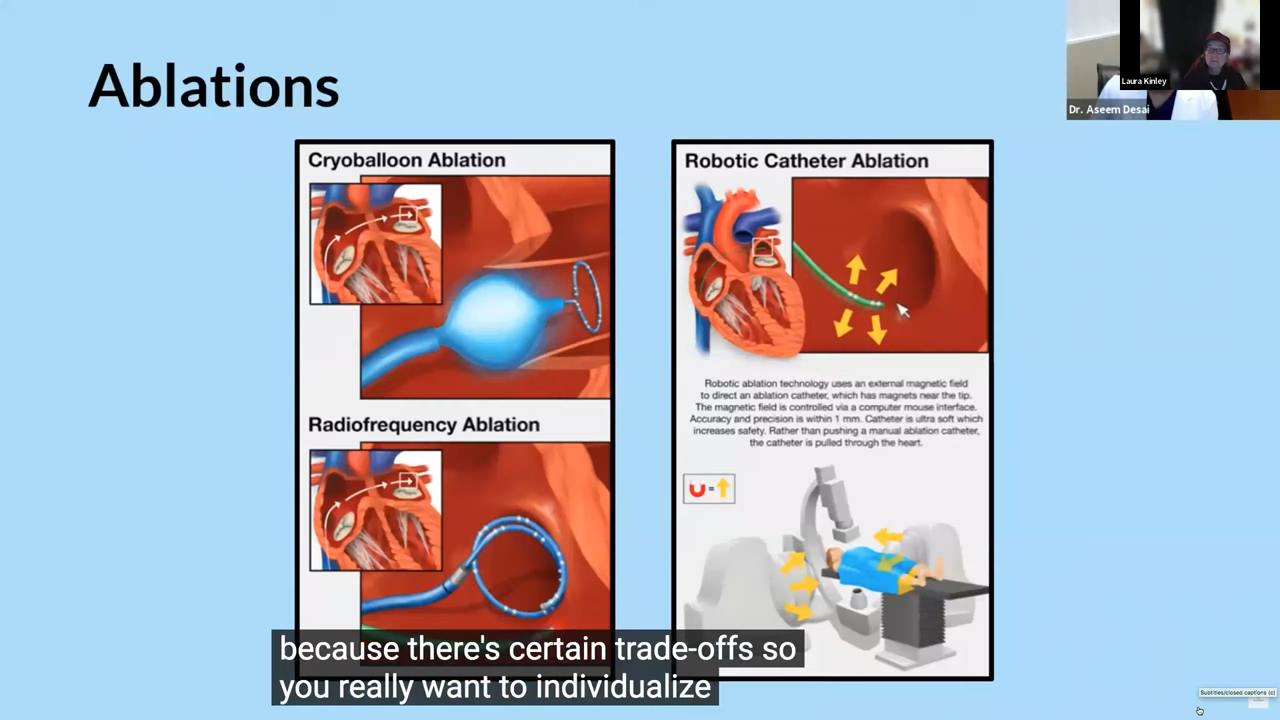 Ablations
Laura Kinley
Dr. Aseem Desai
Cryoballoon Ablation
Radiofrequency Ablation
Robotic Catheter Ablation
Robotic ablation technology uses an external magnetic field
to direct an ablation catheter, which has magnets near the tip.
The magnetic field is controlled via a computer mouse interface.
Accuracy and precision is within 1 mm. Catheter is ultra soft which
increases safety. Rather than pushing a manual ablation catheter,
the catheter is pulled through the heart.
=
because there's certain trade-offs so
you really want to individualize
Subtitles/closed captions (c)